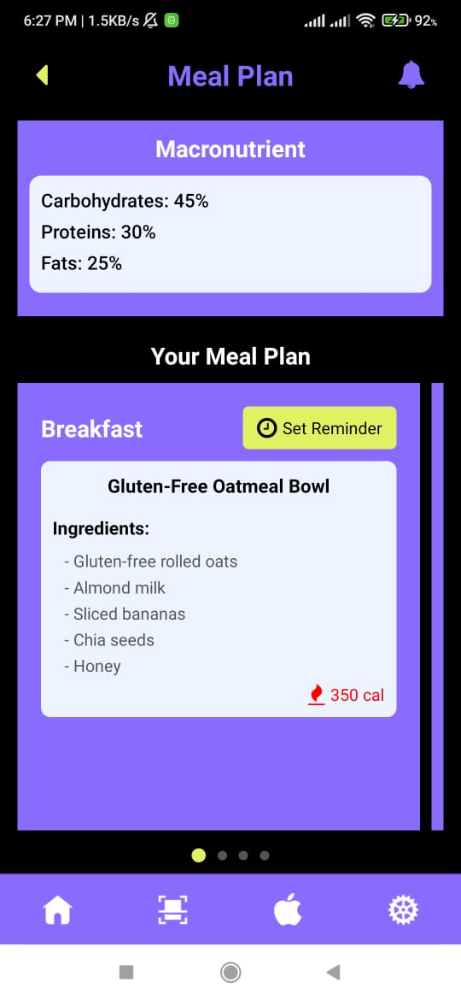 6:27 PM | 1.5KB/s
92%
Meal Plan
Macronutrient
Carbohydrates: 45%
Proteins: 30%
Fats: 25%
Your Meal Plan
Breakfast
Set Reminder
Gluten-Free Oatmeal Bowl
Ingredients:
- Gluten-free rolled oats
- Almond milk
- Sliced bananas
- Chia seeds
- Honey
350 cal